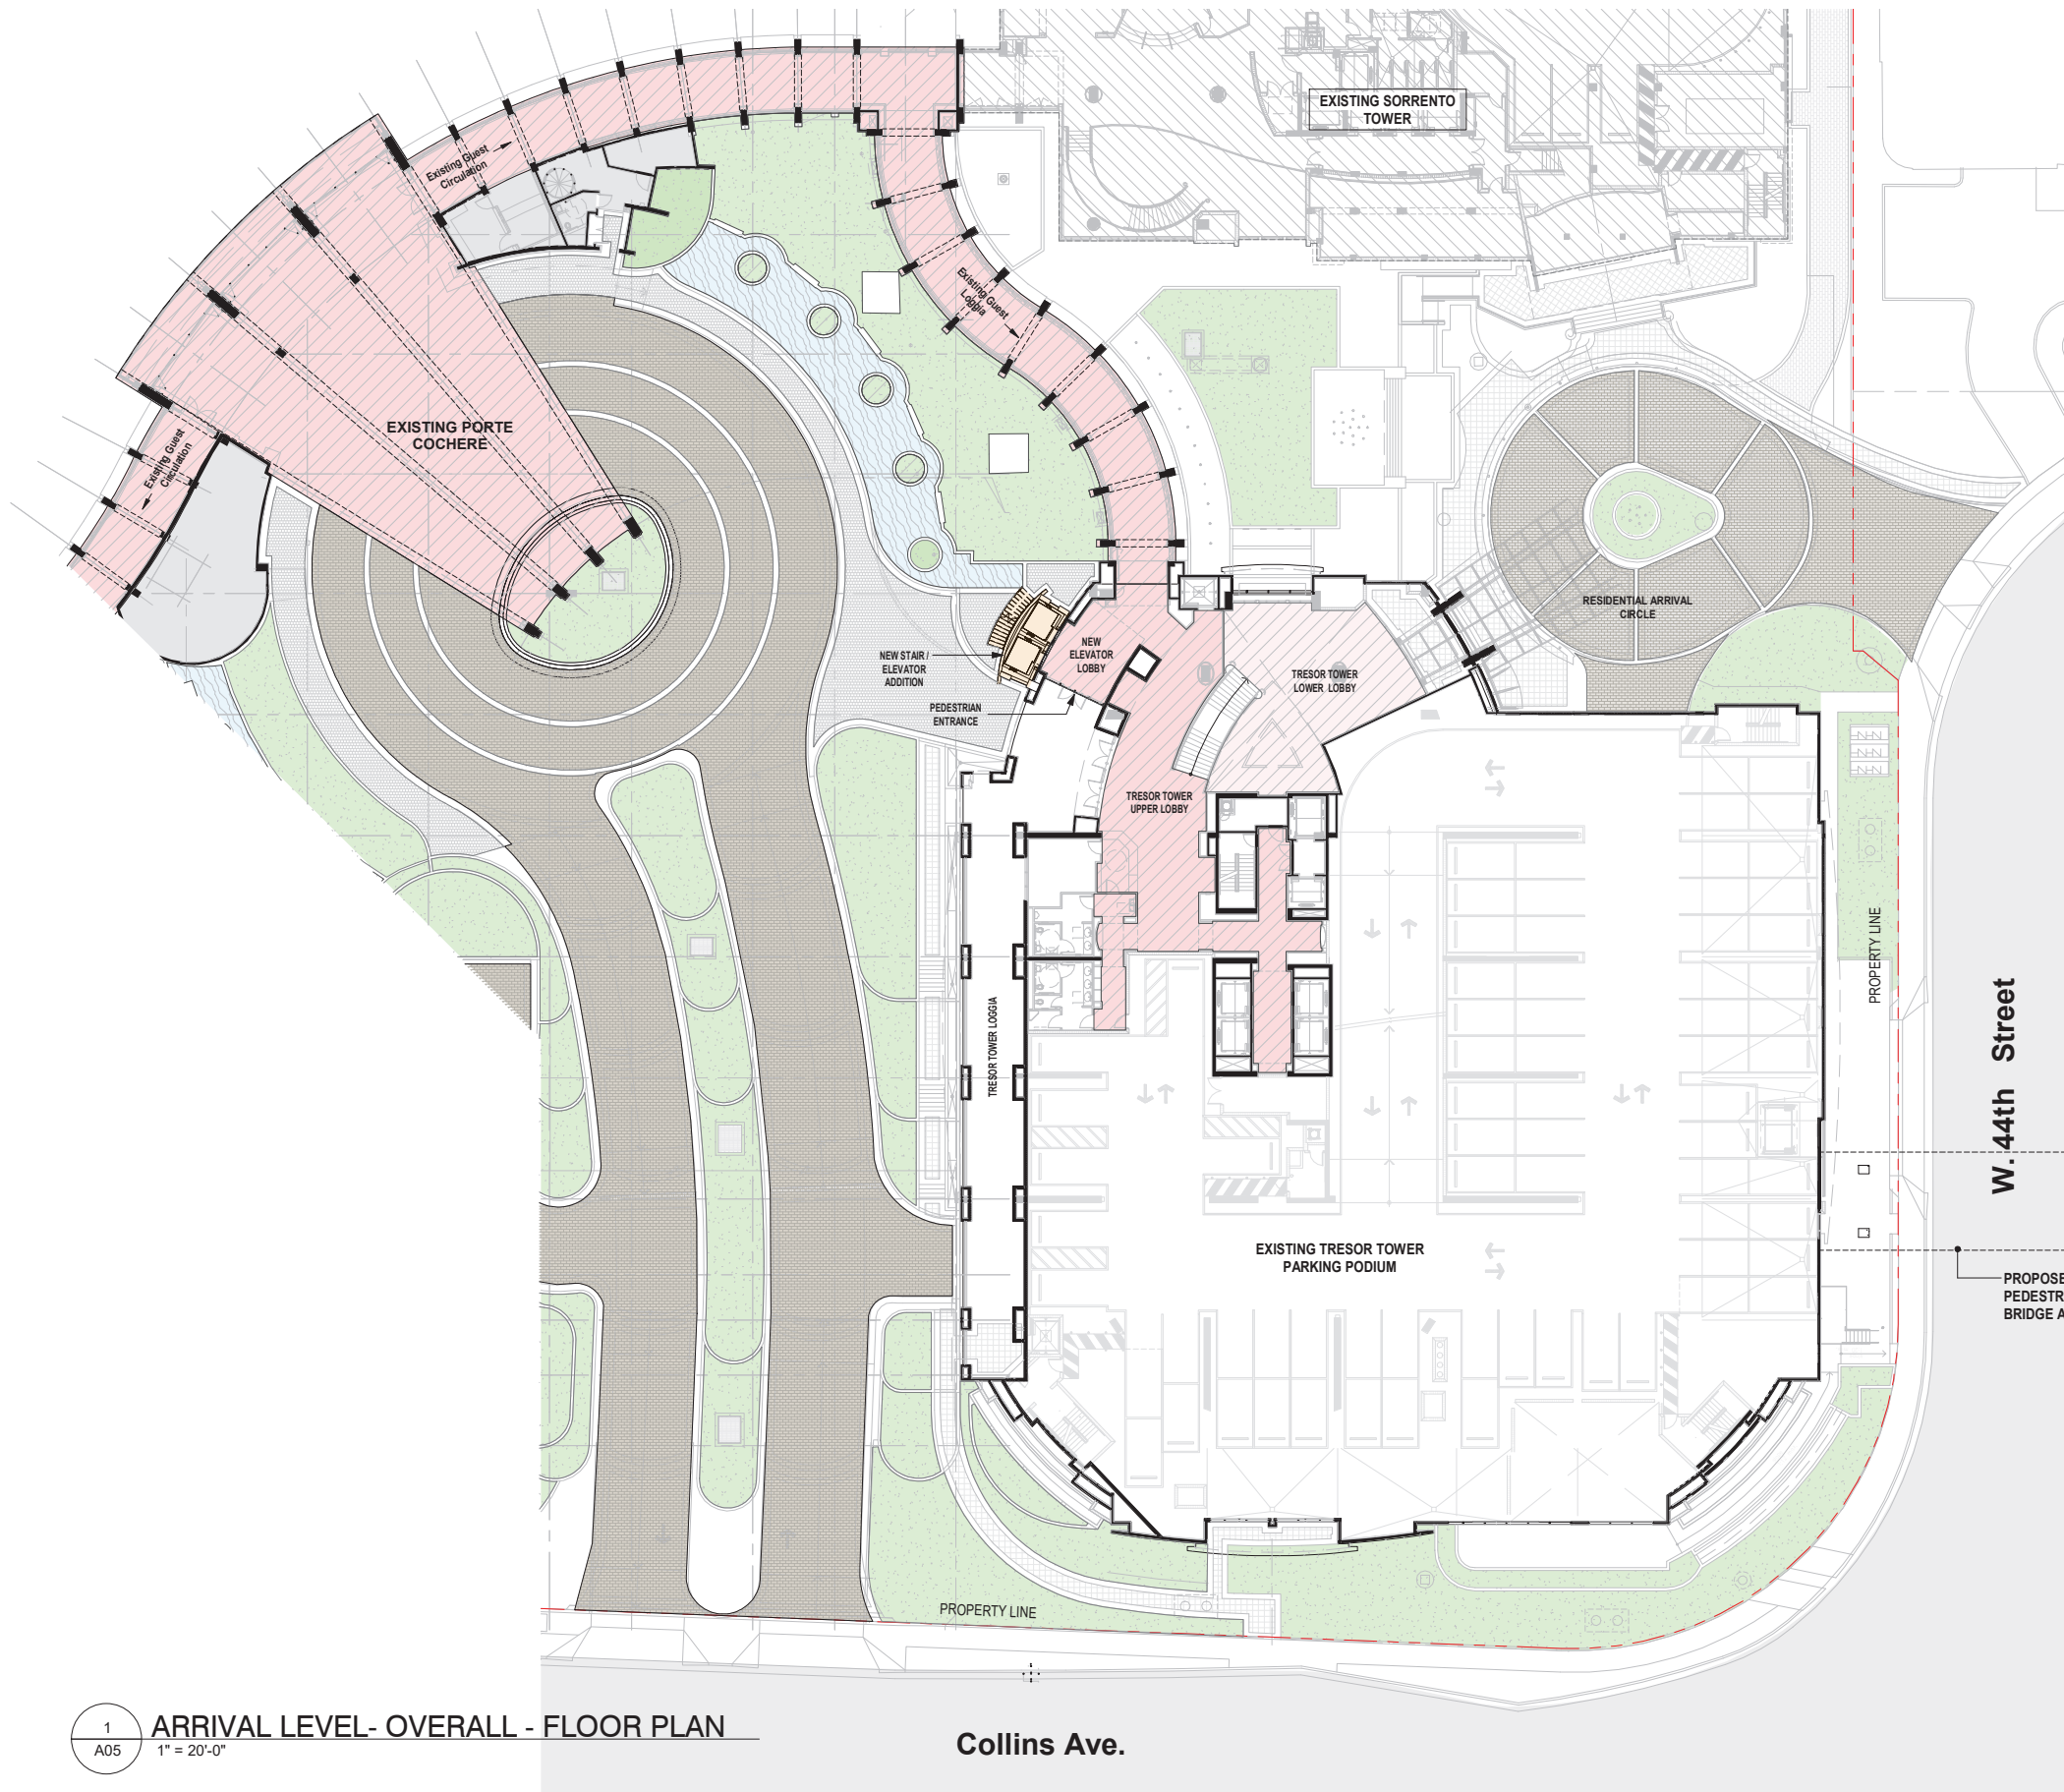 EXISTING SORRENTO
TOWER
Existing Guest
Circulation
Existing Guest
Loggia
EXISTING PORTE
COCHERE
Existing Guest
Circulation
RESIDENTIAL ARRIVAL
CIRCLE
NEW STAIR /
ELEVATOR
ADDITION
NEW
ELEVATOR
LOBBY
TRESOR TOWER
LOWER LOBBY
PEDESTRIAN
ENTRANCE
TRESOR TOWER
UPPER LOBBY
PROPERTY LINE
W. 44th Street
TRESOR TOWER LOGGIA
EXISTING TRESOR TOWER
PARKING PODIUM
PROPOSE
PEDESTR
BRIDGE A
PROPERTY LINE
1
A05
ARRIVAL LEVEL- OVERALL - FLOOR PLAN
1" = 20'-0"
Collins Ave.